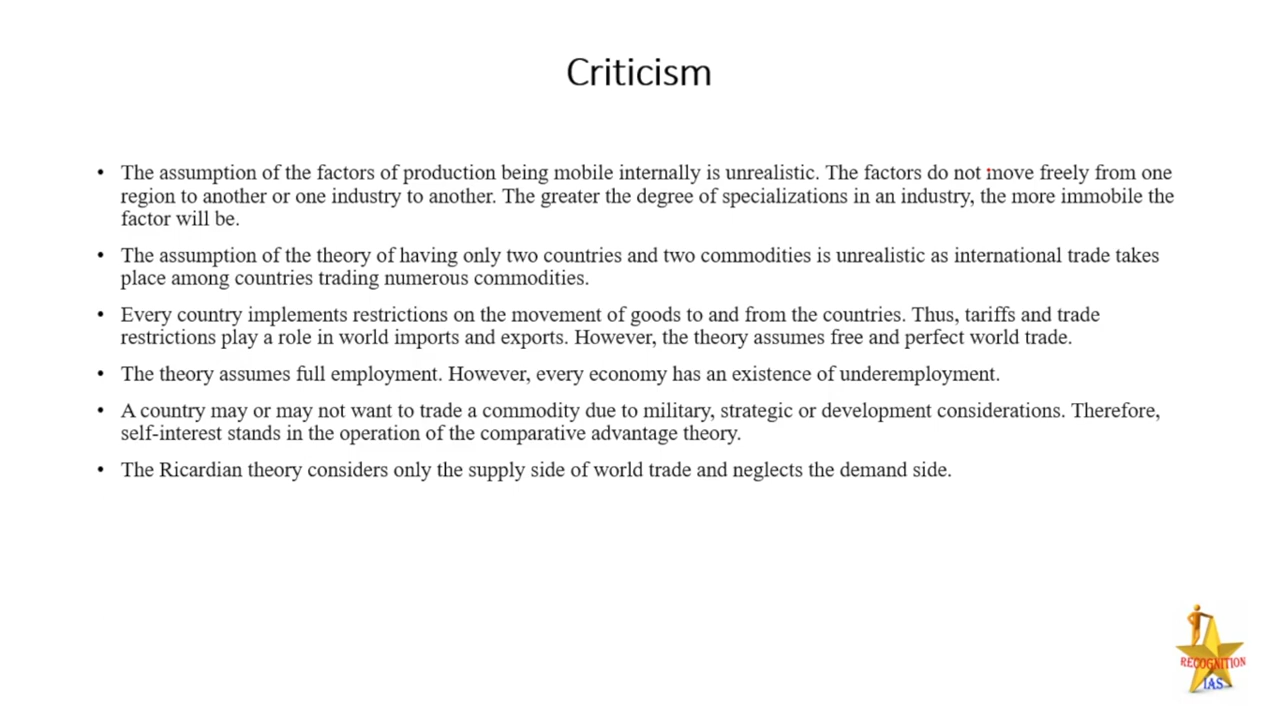 Criticism
• The assumption of the factors of production being mobile internally is unrealistic. The factors do not move freely from one
region to another or one industry to another. The greater the degree of specializations in an industry, the more immobile the
factor will be.
• The assumption of the theory of having only two countries and two commodities is unrealistic as international trade takes
place among countries trading numerous commodities.
• Every country implements restrictions on the movement of goods to and from the countries. Thus, tariffs and trade
restrictions play a role in world imports and exports. However, the theory assumes free and perfect world trade.
• The theory assumes full employment. However, every economy has an existence of underemployment.
• A country may or may not want to trade a commodity due to military, strategic or development considerations. Therefore,
self-interest stands in the operation of the comparative advantage theory.
• The Ricardian theory considers only the supply side of world trade and neglects the demand side.
RECOGNITION
IAS